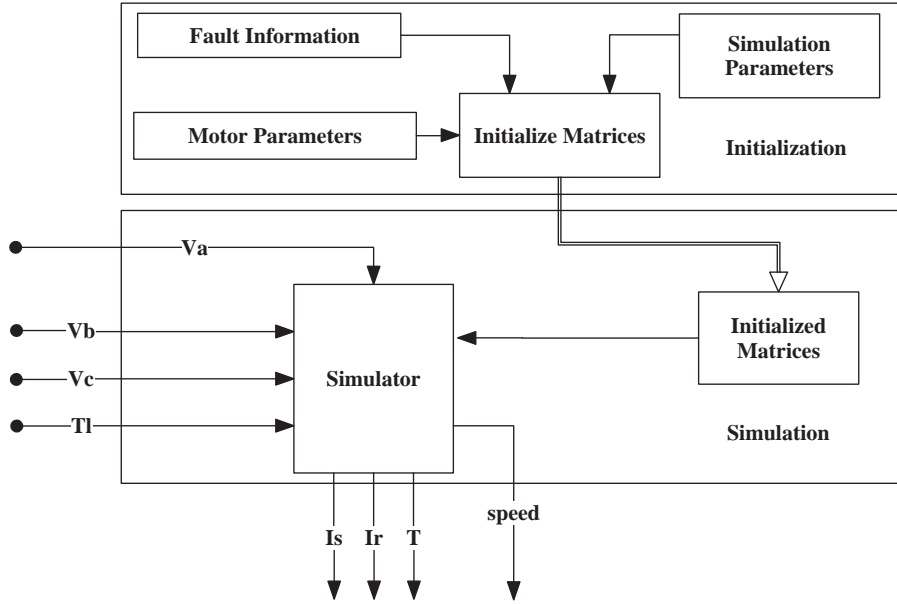 Fault Information
Simulation
Parameters
Motor Parameters
Initialize Matrices
Initialization
Va
Vb
Vc
Tl
Simulator
Initialized
Matrices
Simulation
Is
Ir
T
speed